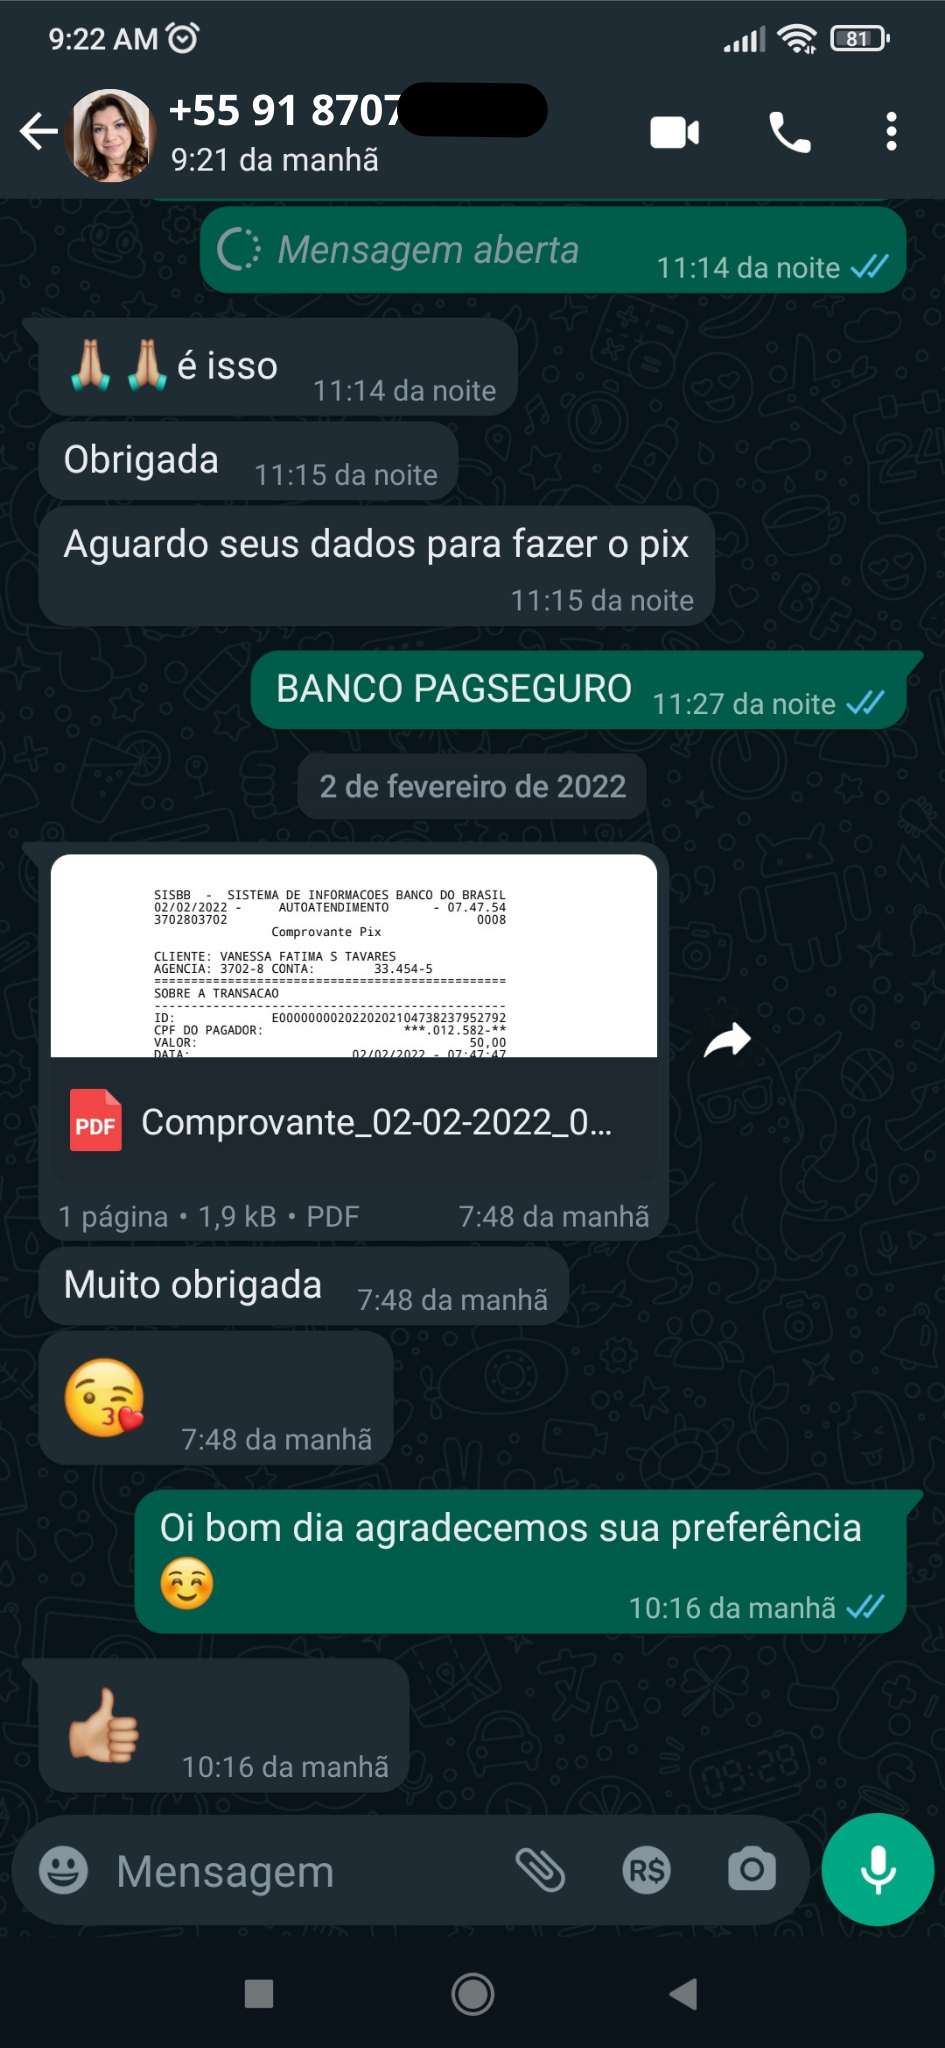 9:22 AM
81
+55 91 8707
9:21 da manhã
Mensagem aberta 11:14 da noite
🙏🏼 🙏🏼 é isso 11:14 da noite
Obrigada 11:15 da noite
Aguardo seus dados para fazer o pix
11:15 da noite
BANCO PAGSEGURO 11:27 da noite
2 de fevereiro de 2022
SISBB - SISTEMA DE INFORMACOES BANCO DO BRASIL
02/02/2022 - AUTOATENDIMENTO - 07.47.54
3702803702 0008
Comprovante Pix
CLIENTE: VANESSA FATIMA S TAVARES
AGENCIA: 3702-8 CONTA: 33.454-5
================================================
SOBRE A TRANSACAO
------------------------------------------------
ID: E0000000020220202104738237952792
CPF DO PAGADOR: ***.012.582-**
VALOR: 50,00
DATA: 02/02/2022 - 07:47:47
PDF
Comprovante_02-02-2022_0...
1 página • 1,9 kB • PDF 7:48 da manhã
Muito obrigada 7:48 da manhã
😘 7:48 da manhã
Oi bom dia agradecemos sua preferência
☺️ 10:16 da manhã
👍🏼 10:16 da manhã
Mensagem
R$